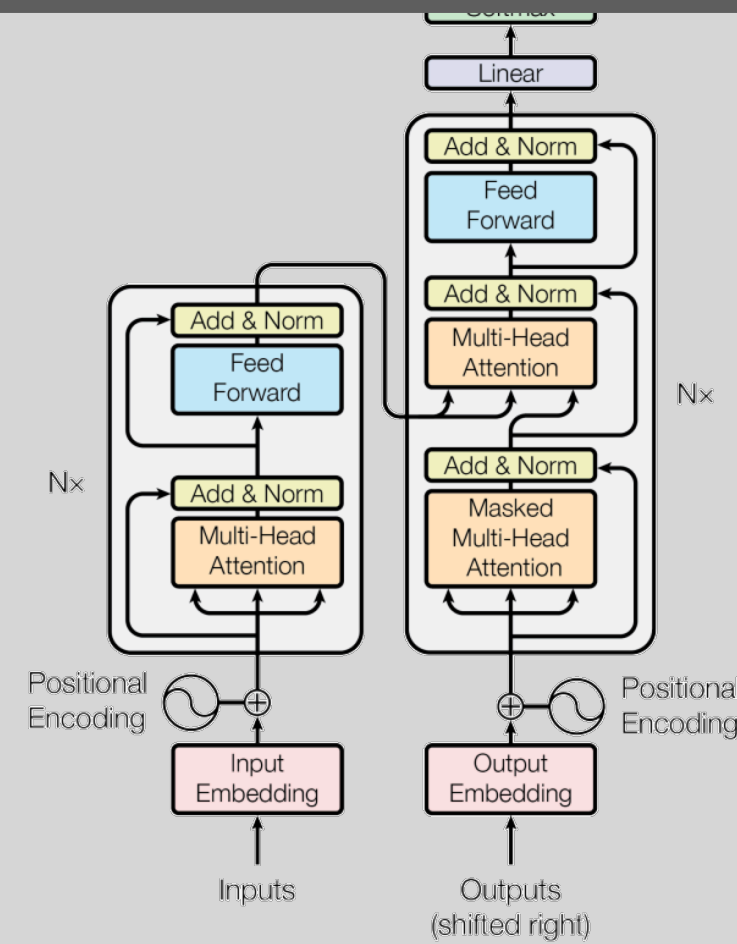 Softmax
Linear
Add & Norm
Feed
Forward
Add & Norm
Multi-Head
Attention
Nx
Add & Norm
Masked
Multi-Head
Attention
Add & Norm
Feed
Forward
Nx
Add & Norm
Multi-Head
Attention
Positional
Encoding
Positional
Encoding
Input
Embedding
Output
Embedding
Inputs
Outputs
(shifted right)